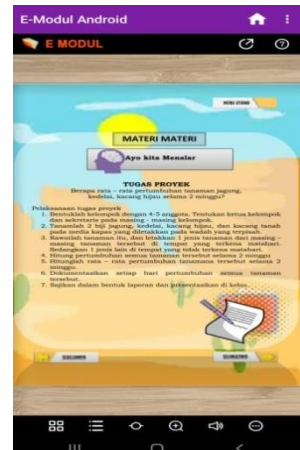 E-Modul Android
E MODUL
MENU UTAMA
MATERI MATERI
Ayo kita Menalar
TUGAS PROYEK
Berapa rata – rata pertumbuhan tanaman jagung,
kedelai, kacang hijau selama 2 minggu?
Pelaksanaan tugas proyek
1. Bentuklah kelompok dengan 4-5 anggota. Tentukan ketua kelompok
dan sekretaris pada masing - masing kelompok.
2. Tanamlah 2 biji jagung, kedelai, kacang hijau, dan kacang tanah
pada media kapas yang diletakkan pada wadah yang terpisah.
3. Rawatlah tanaman itu, dan letakkan 1 jenis tanaman dari masing –
masing tanaman tersebut di tempat yang terkena matahari.
Sedangkan 1 jenis lain di tempat yang tidak terkena matahari.
4. Hitung pertumbuhan semua tanaman tersebut selama 2 minggu
5. Hitunglah rata – rata pertumbuhan tanamana tersebut selama 2
minggu.
6. Dokumentasikan setiap hari pertumbuhan semua tanaman
tersebut.
7. Sajikan dalam bentuk laporan dan presentasikan di kelas.
SEBELUMNYA
SELANJUTNYA